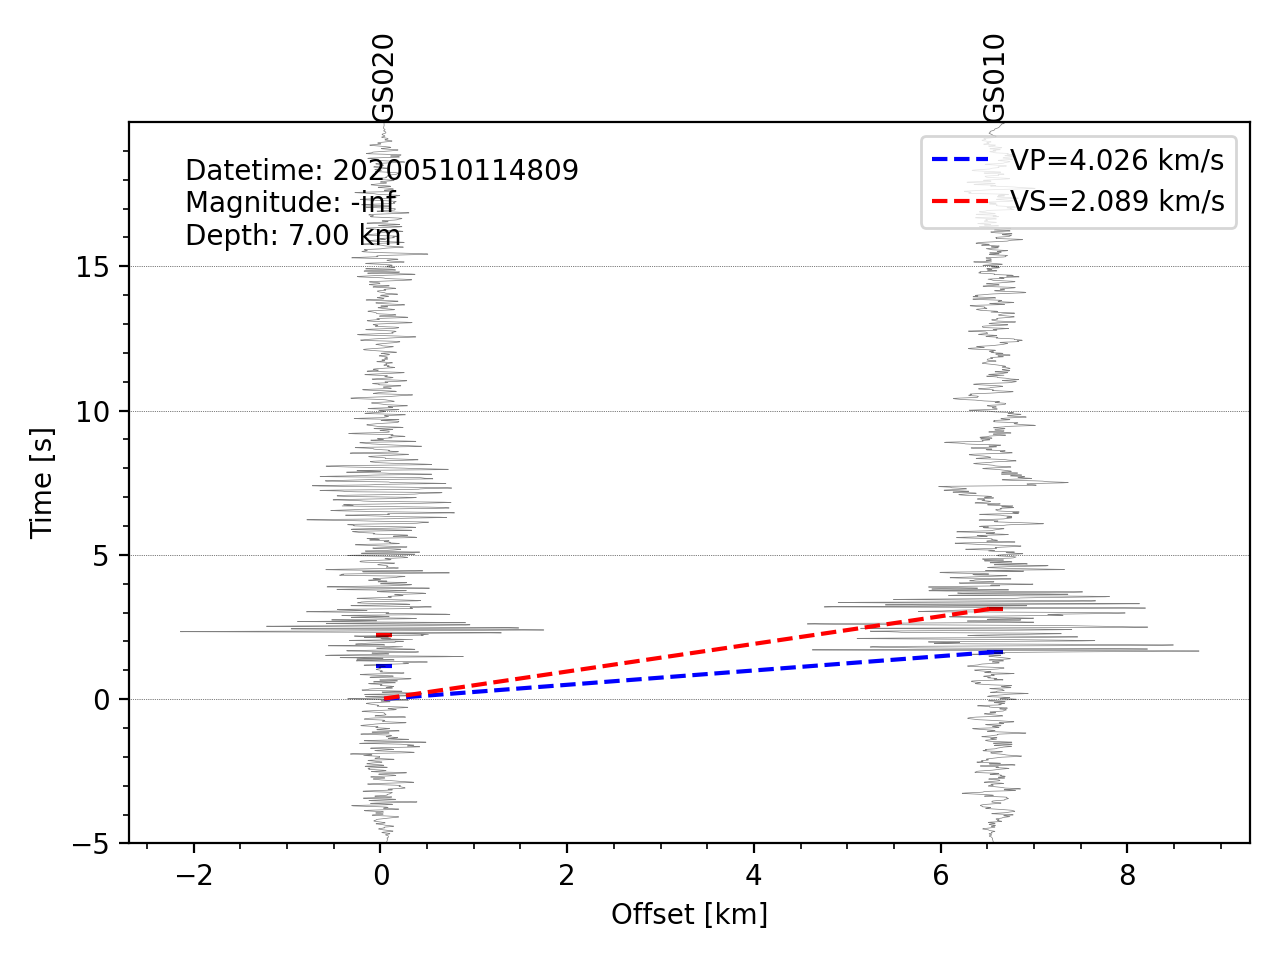 GS020
GS010
Datetime: 20200510114809
Magnitude: -inf
Depth: 7.00 km
VP=4.026 km/s
VS=2.089 km/s
15
10
5
0
−5
Time [s]
−2
0
2
4
6
8
Offset [km]